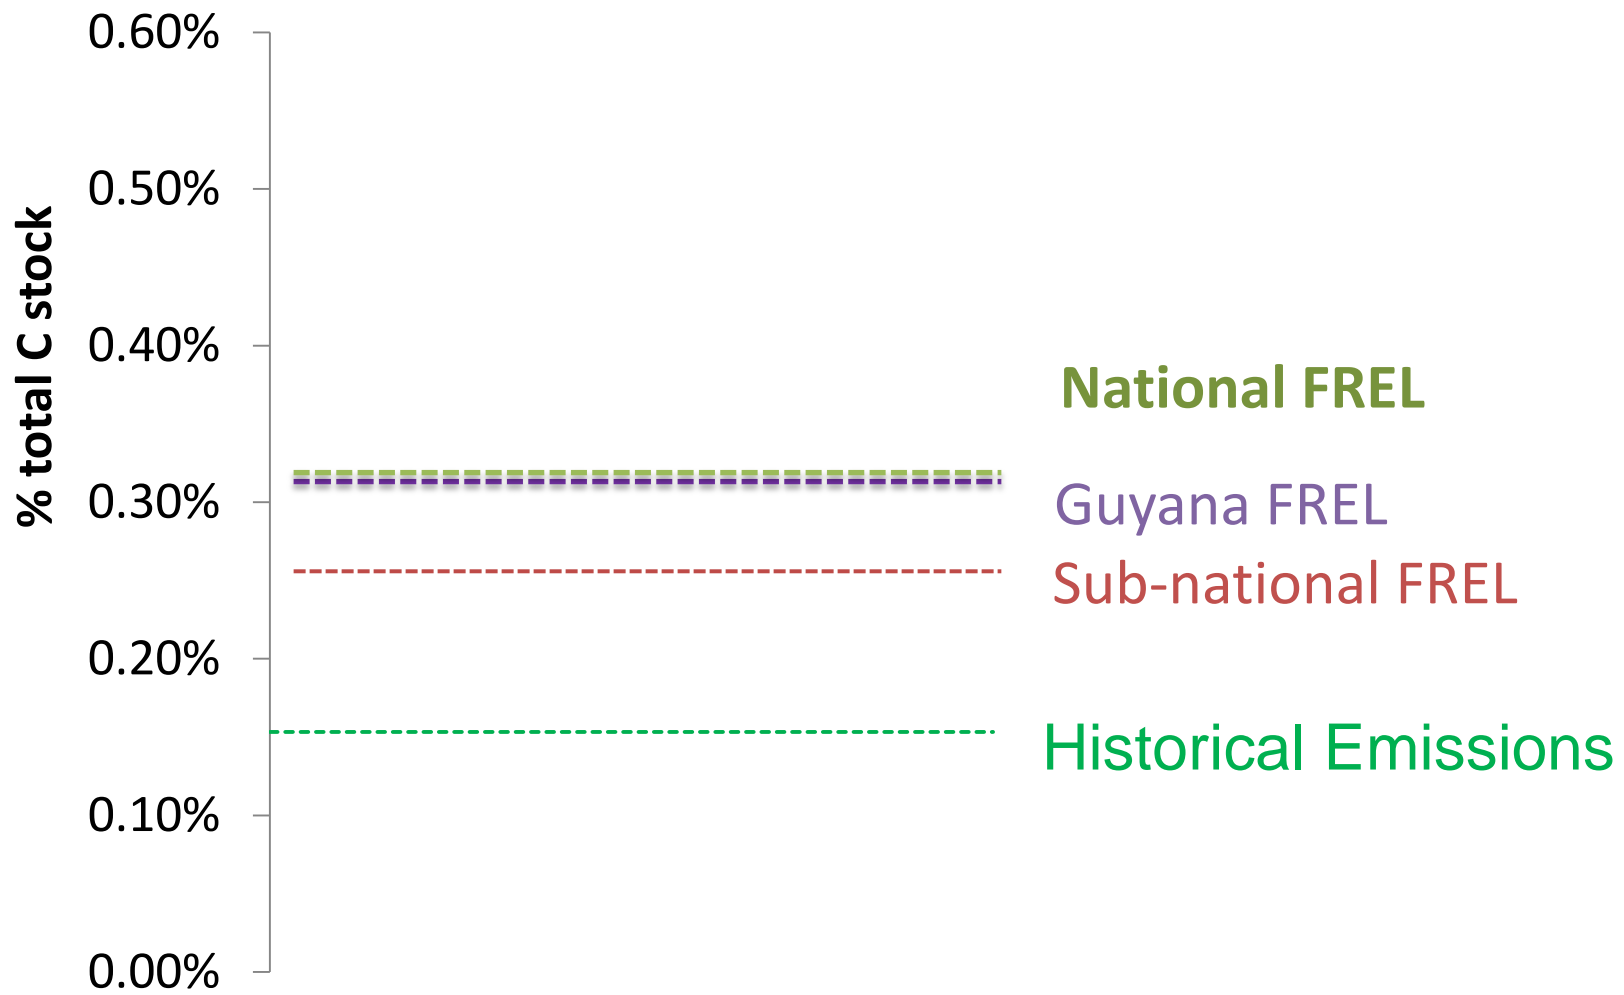 0.60%
0.50%
0.40%
0.30%
0.20%
0.10%
0.00%
% total C stock
National FREL
Guyana FREL
Sub-national FREL
Historical Emissions